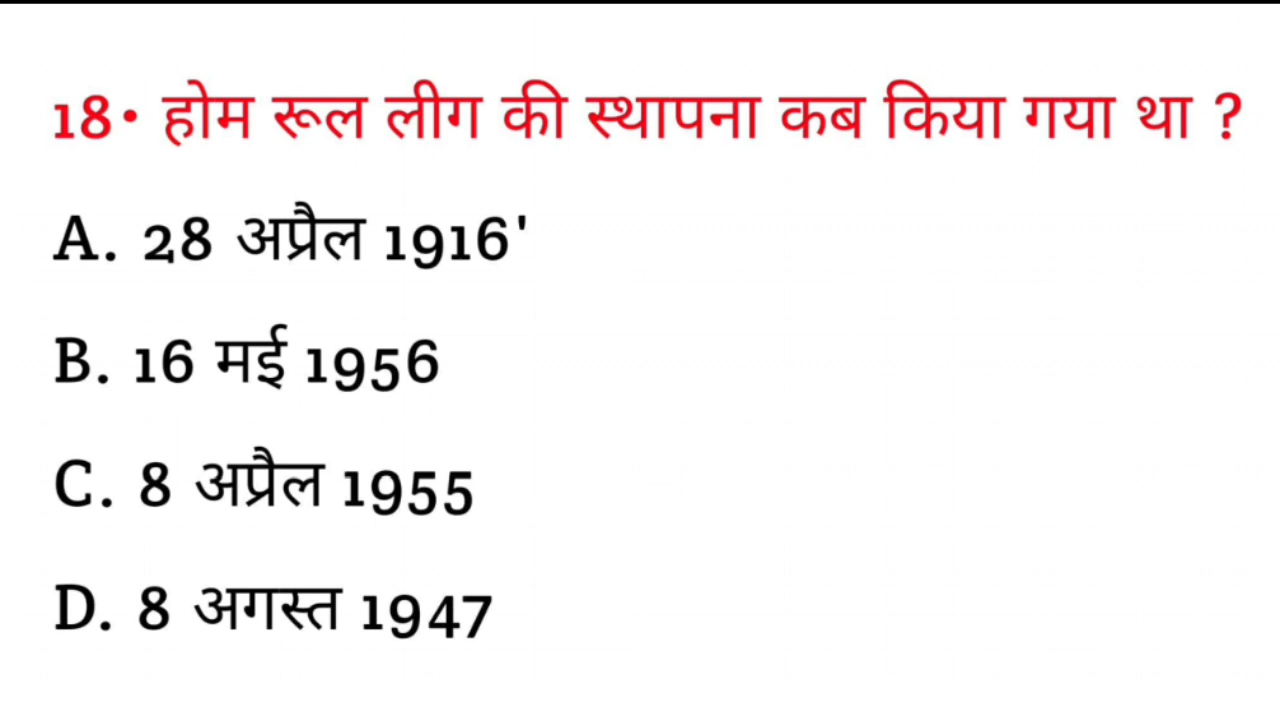 18• होम रूल लीग की स्थापना कब किया गया था ?
A. 28 अप्रैल 1916'
B. 16 मई 1956
C. 8 अप्रैल 1955
D. 8 अगस्त 1947